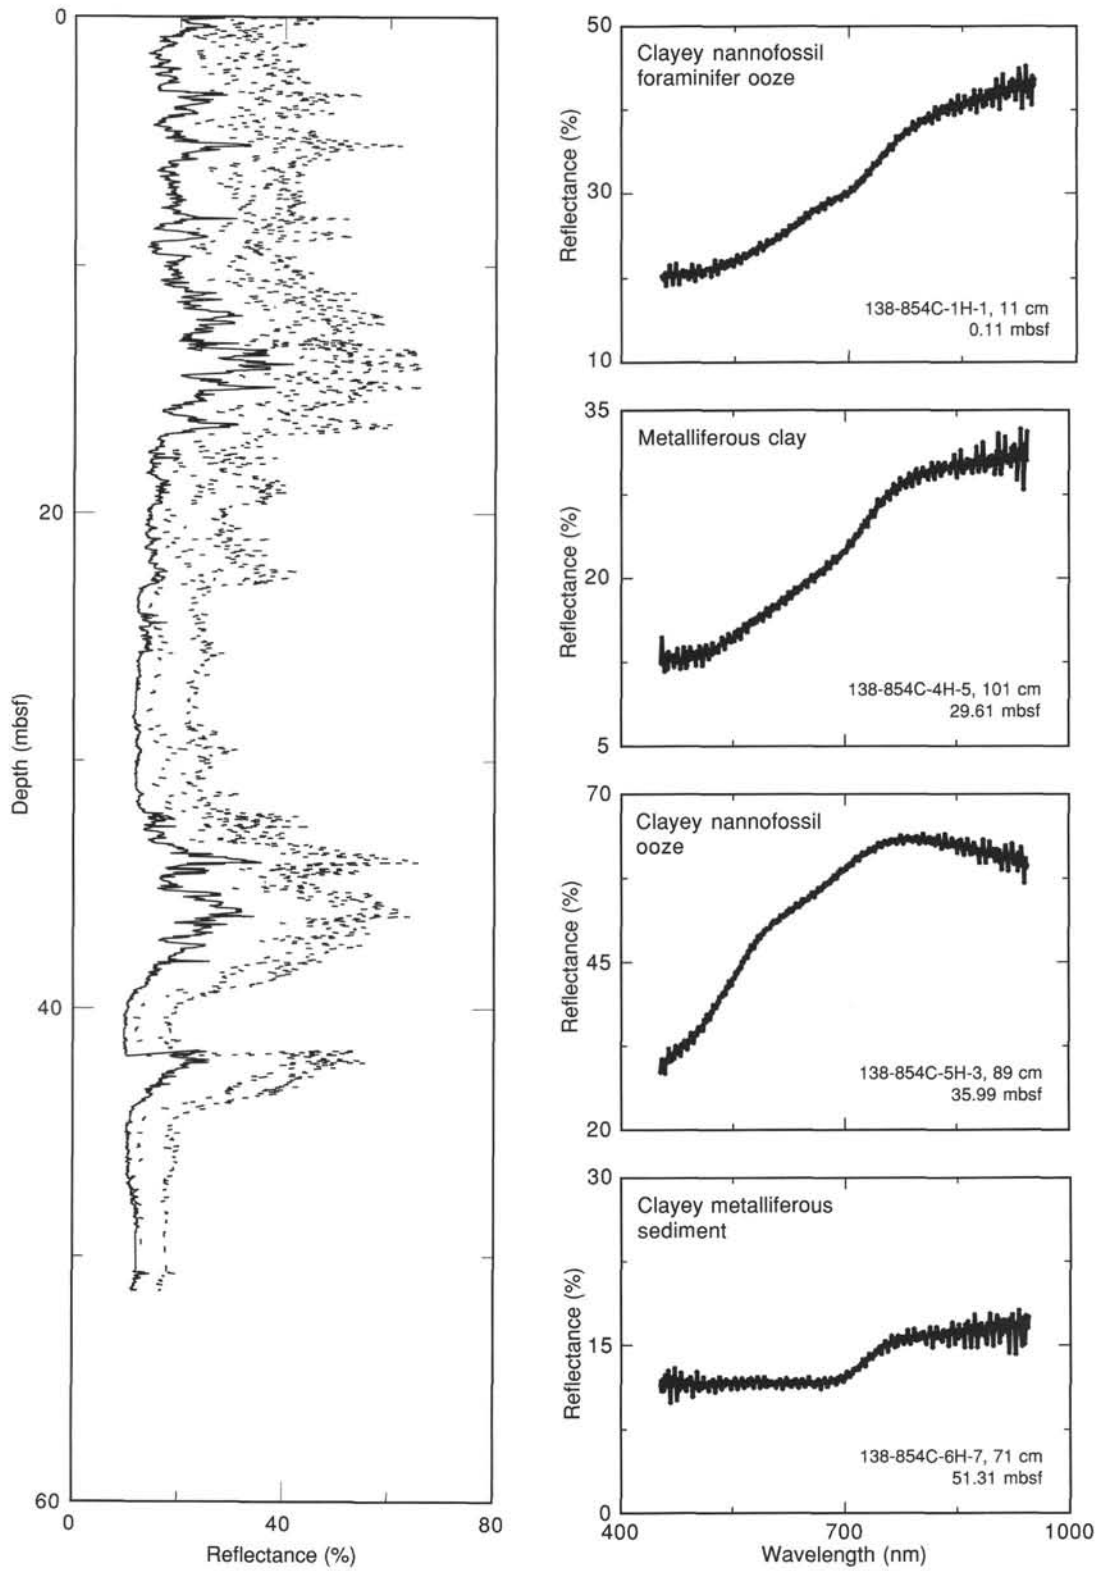 0
20
40
60
Depth (mbsf)
0
40
80
Reflectance (%)
50
30
10
Reflectance (%)
Clayey nannofossil
foraminifer ooze
138-854C-1H-1, 11 cm
0.11 mbsf
35
20
5
Reflectance (%)
Metalliferous clay
138-854C-4H-5, 101 cm
29.61 mbsf
70
45
20
Reflectance (%)
Clayey nannofossil
ooze
138-854C-5H-3, 89 cm
35.99 mbsf
30
15
0
Reflectance (%)
Clayey metalliferous
sediment
138-854C-6H-7, 71 cm
51.31 mbsf
400
700
1000
Wavelength (nm)